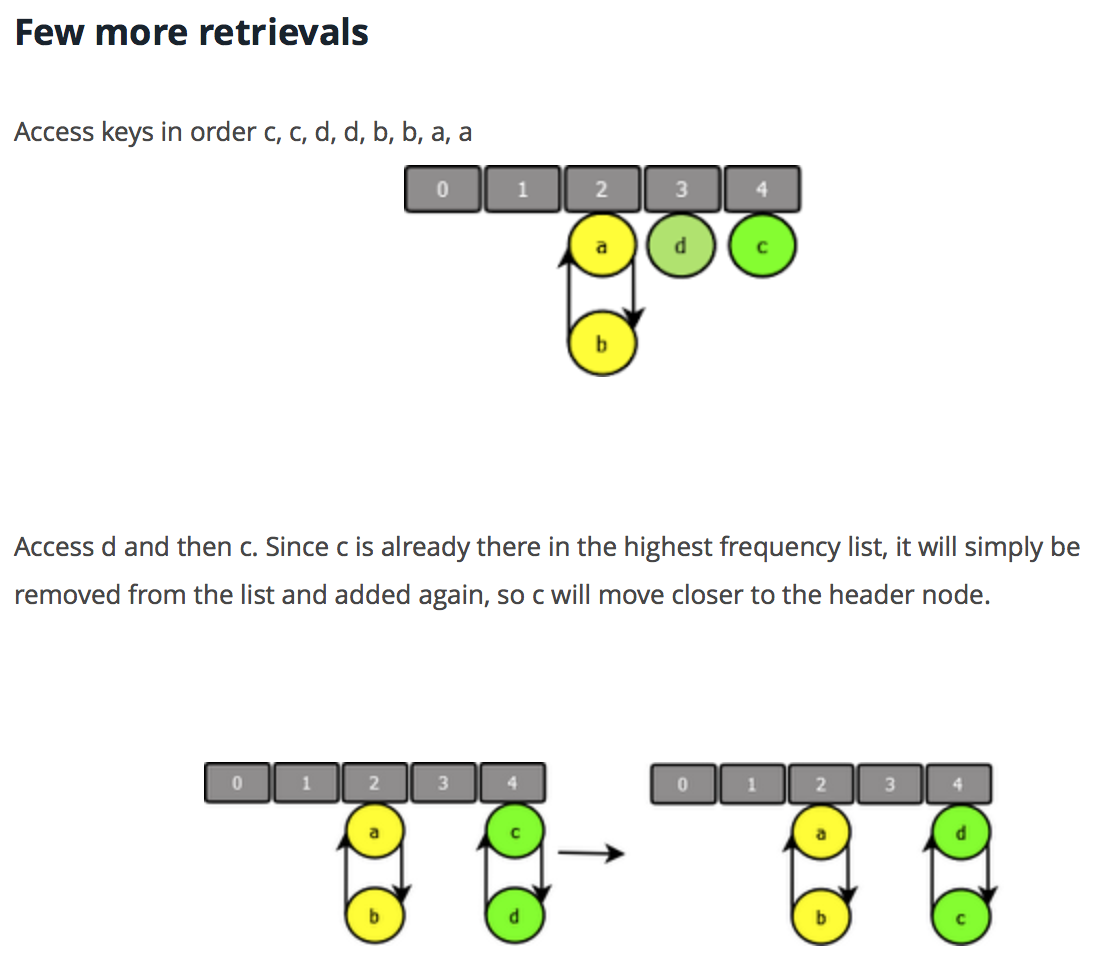 Few more retrievals
Access keys in order c, c, d, d, b, b, a, a
0 1 2 3 4
a d c
b
Access d and then c. Since c is already there in the highest frequency list, it will simply be
removed from the list and added again, so c will move closer to the header node.
0 1 2 3 4 0 1 2 3 4
a c a d
b d b c